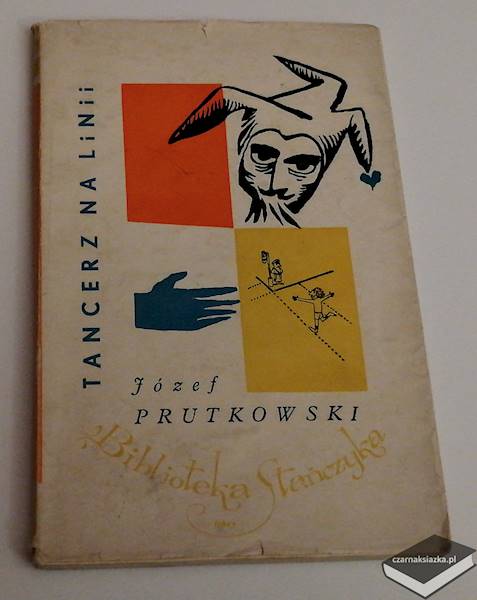 TANCERZ NA LiNii
Józef
PRUTKOWSKI
Biblioteka Stańczyka
czarnaksiazka.pl